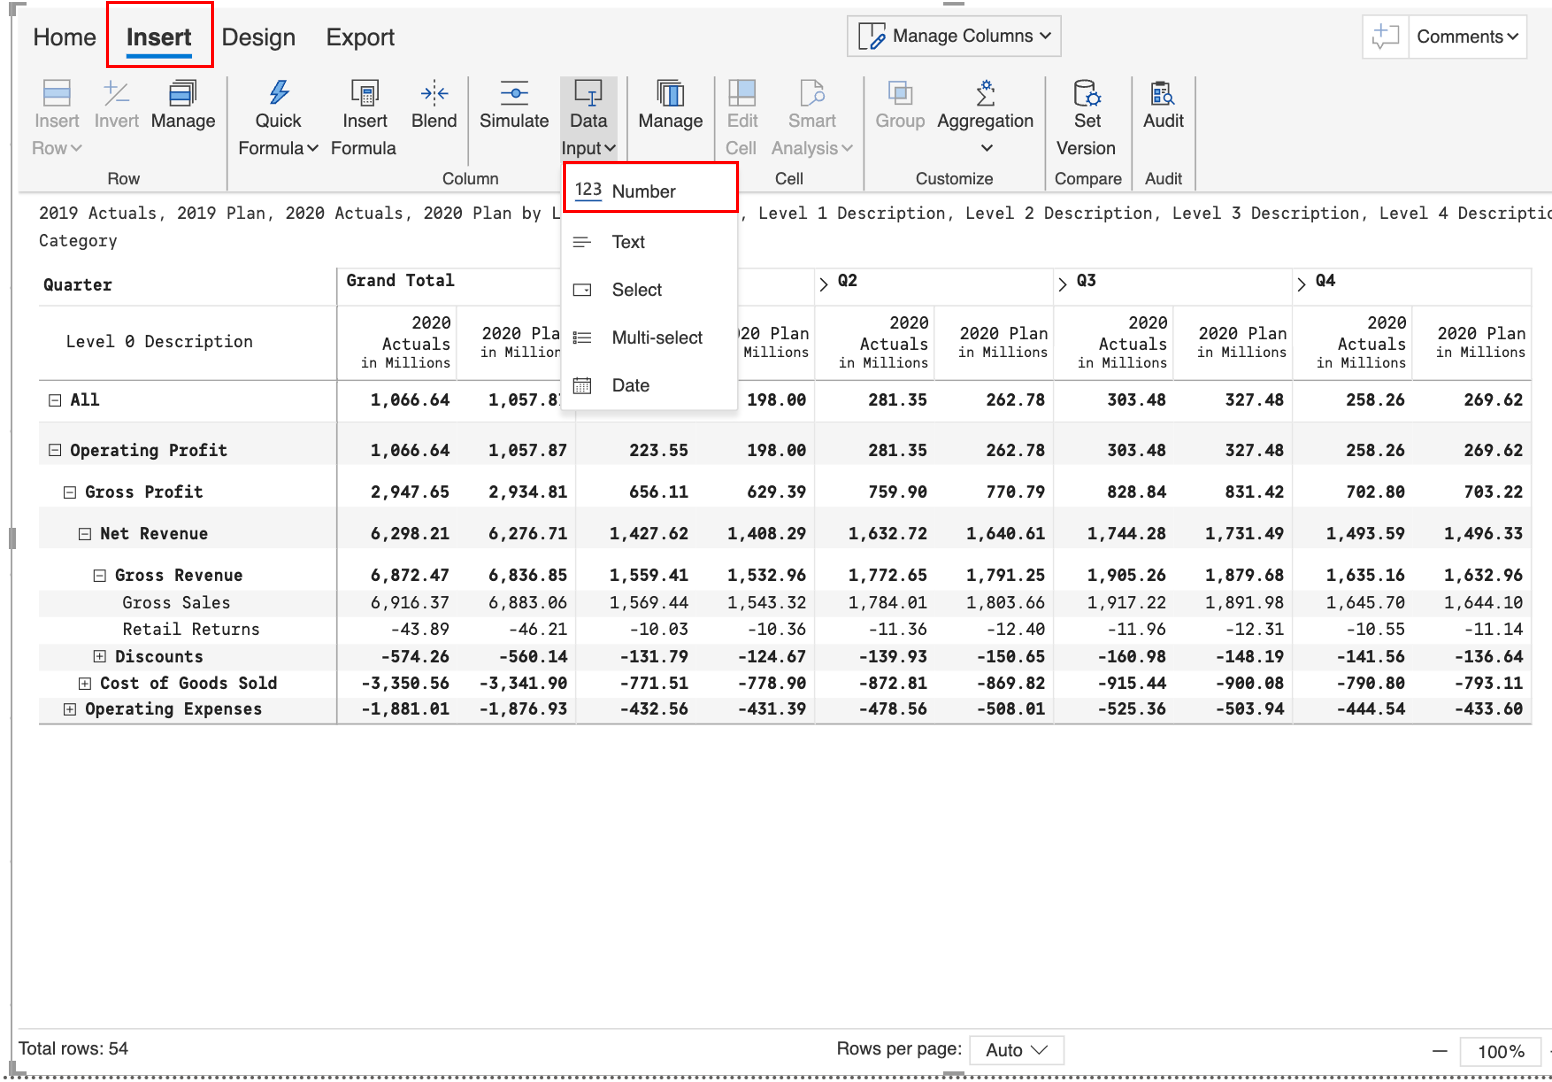 Home Insert Design Export Manage Columns Comments
Insert Invert Manage Quick Insert Blend Simulate Data Manage Edit Smart Group Aggregation Set Audit
Row Formula Formula Input Cell Analysis Version
Row Column Cell Customize Compare Audit
123 Number
Text
Select
Multi-select
Date
2019 Actuals, 2019 Plan, 2020 Actuals, 2020 Plan by , Level 1 Description, Level 2 Description, Level 3 Description, Level 4
Category
Quarter Grand Total Q2 Q3 Q4
Level 0 Description
2020 Actuals in Millions 2020 in 2020 Actuals in Millions 2020 Plan in Millions 2020 Actuals in Millions 2020 Plan in Millions 2020 Actuals in Millions 2020 Plan in Millions
Plan
Millions
All 1,066.64 198.00 281.35 262.78 303.48 327.48 258.26 269.62
Operating Profit 1,066.64 1,057.87 223.55 198.00 281.35 262.78 303.48 327.48 258.26 269.62
Gross Profit 2,947.65 2,934.81 656.11 629.39 759.90 770.79 828.84 831.42 702.80 703.22
Net Revenue 6,298.21 6,276.71 1,427.62 1,408.29 1,632.72 1,640.61 1,744.28 1,731.49 1,493.59 1,496.33
Gross Revenue 6,872.47 6,836.85 1,559.41 1,532.96 1,772.65 1,791.25 1,905.26 1,879.68 1,635.16 1,632.96
Gross Sales 6,916.37 6,883.06 1,569.44 1,543.32 1,784.01 1,803.66 1,917.22 1,891.98 1,645.70 1,644.10
Retail Returns -43.89 -46.21 -10.03 -10.36 -11.36 -12.40 -11.96 -12.31 -10.55 -11.14
Discounts -574.26 -560.14 -131.79 -124.67 -139.93 -150.65 -160.98 -148.19 -141.56 -136.64
Cost of Goods Sold -3,350.56 -3,341.90 -771.51 -778.90 -872.81 -869.82 -915.44 -900.08 -790.80 -793.11
Operating Expenses -1,881.01 -1,876.93 -432.56 -431.39 -478.56 -508.01 -525.36 -503.94 -444.54 -433.60
Total rows: 54 Rows per page: Auto 100%